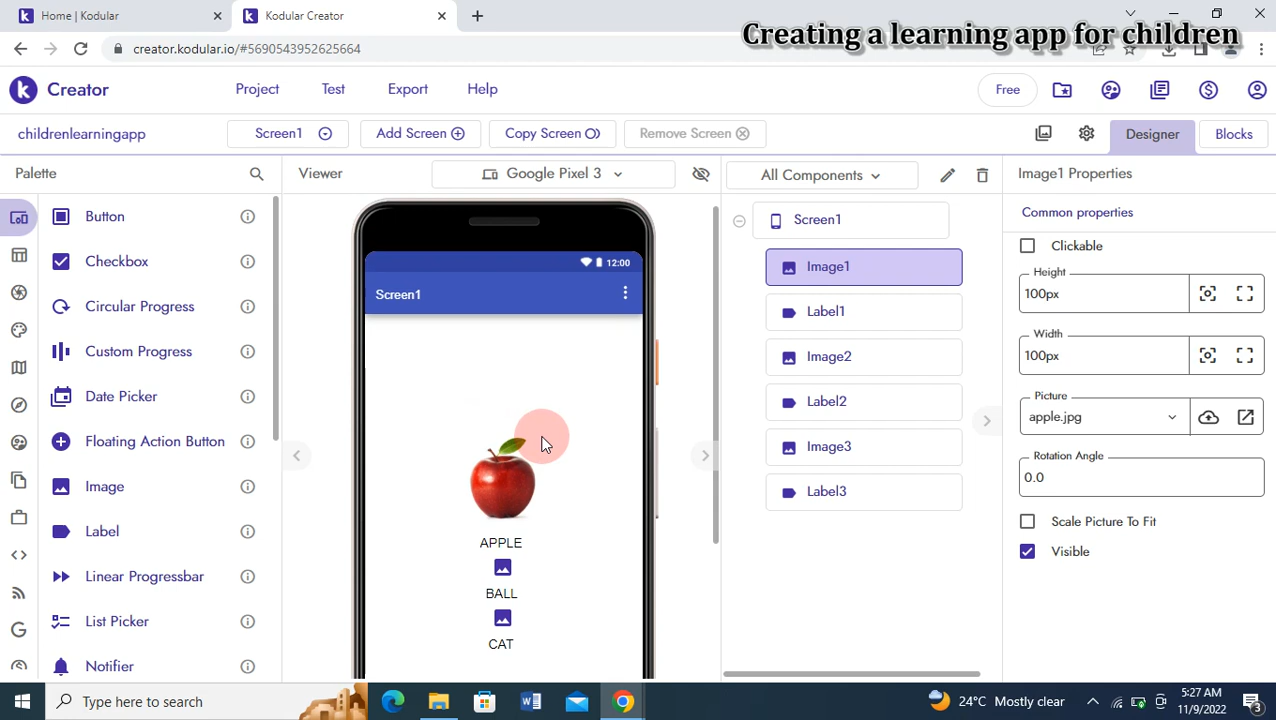 Home | Kodular
Kodular Creator
Creating a learning app for children
creator.kodular.io/#5690543952625664
Creator
Project
Test
Export
Help
Free
childrenlearningapp
Screen1
Add Screen
Copy Screen
Remove Screen
Designer
Blocks
Palette
Viewer
Google Pixel 3
All Components
Image1 Properties
Button
Checkbox
Circular Progress
Custom Progress
Date Picker
Floating Action Button
Image
Label
Linear Progressbar
List Picker
Notifier
12:00
Screen1
APPLE
BALL
CAT
Screen1
Image1
Label1
Image2
Label2
Image3
Label3
Common properties
Clickable
Height
100px
Width
100px
Picture
apple.jpg
Rotation Angle
0.0
Scale Picture To Fit
Visible
Type here to search
24°C Mostly clear
5:27 AM
11/9/2022
3